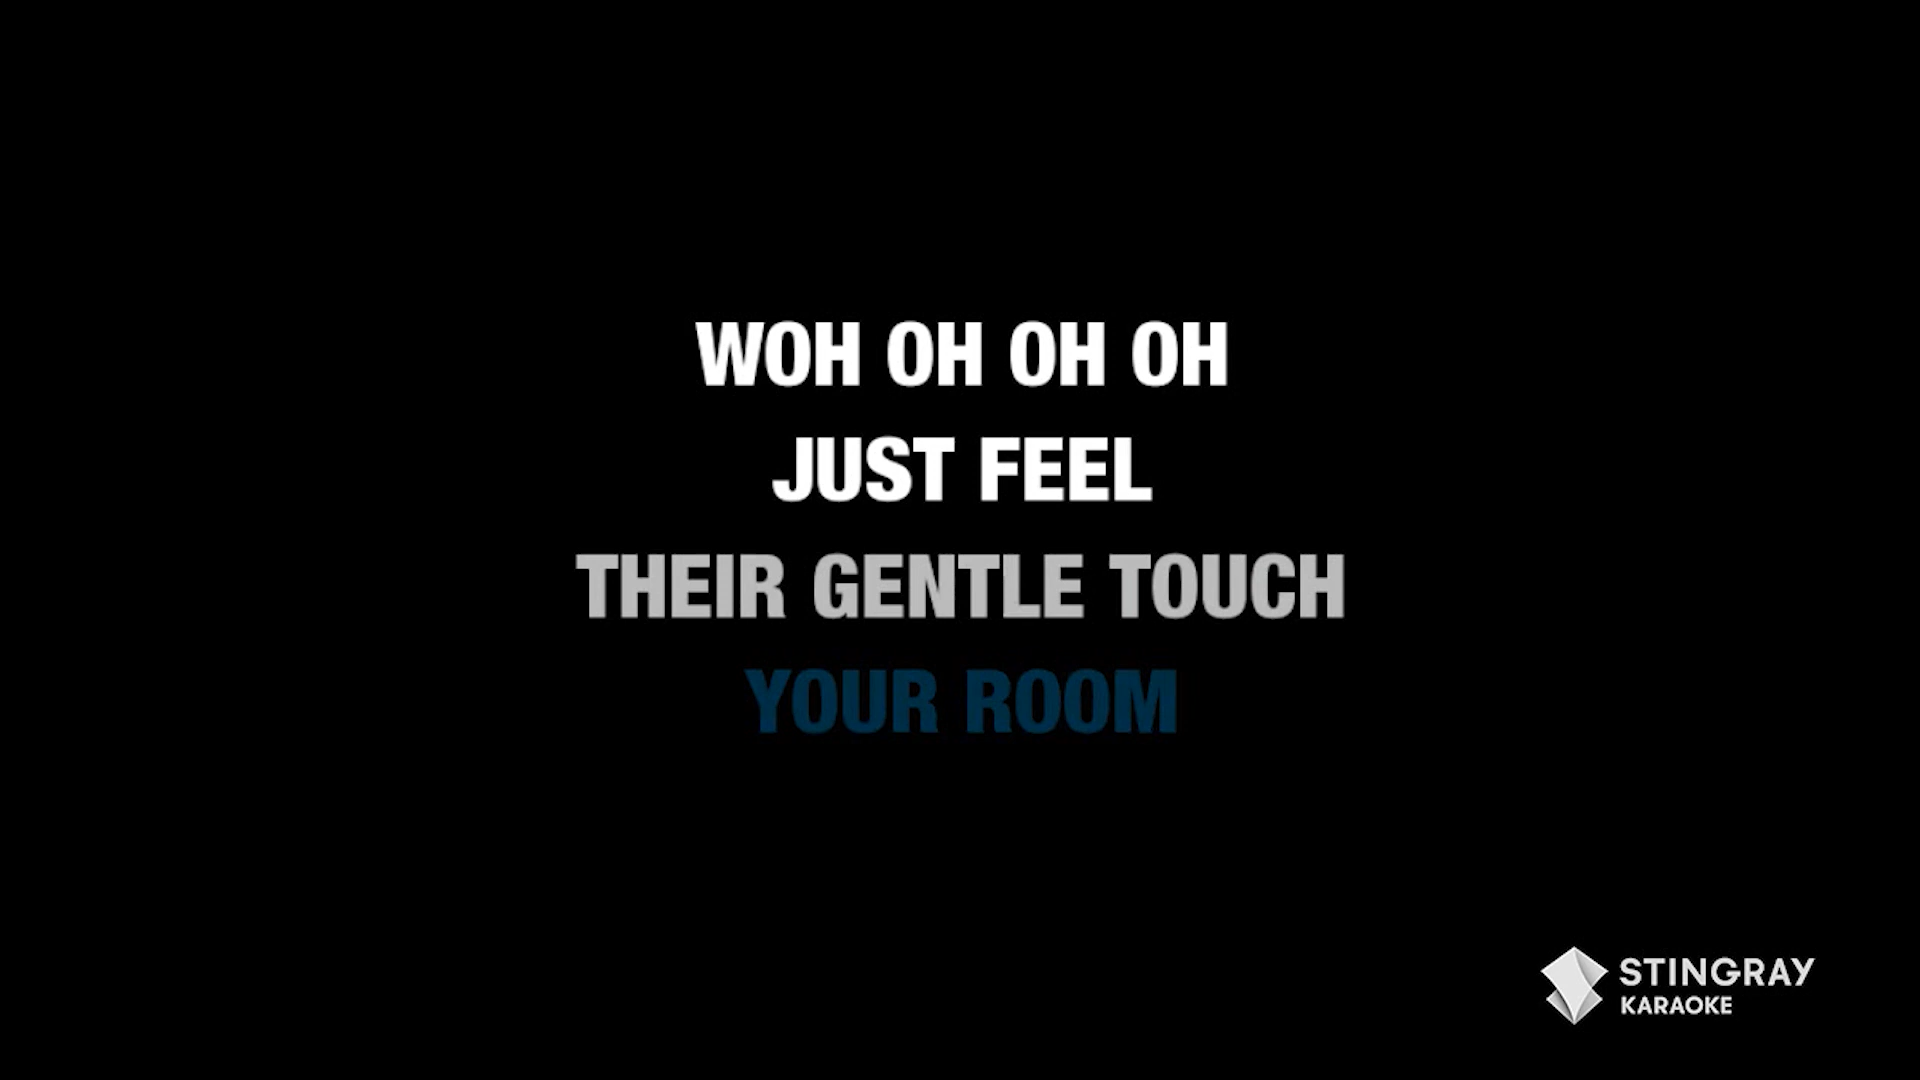 WOH OH OH OH
JUST FEEL
THEIR GENTLE TOUCH
YOUR ROOM
STINGRAY
KARAOKE